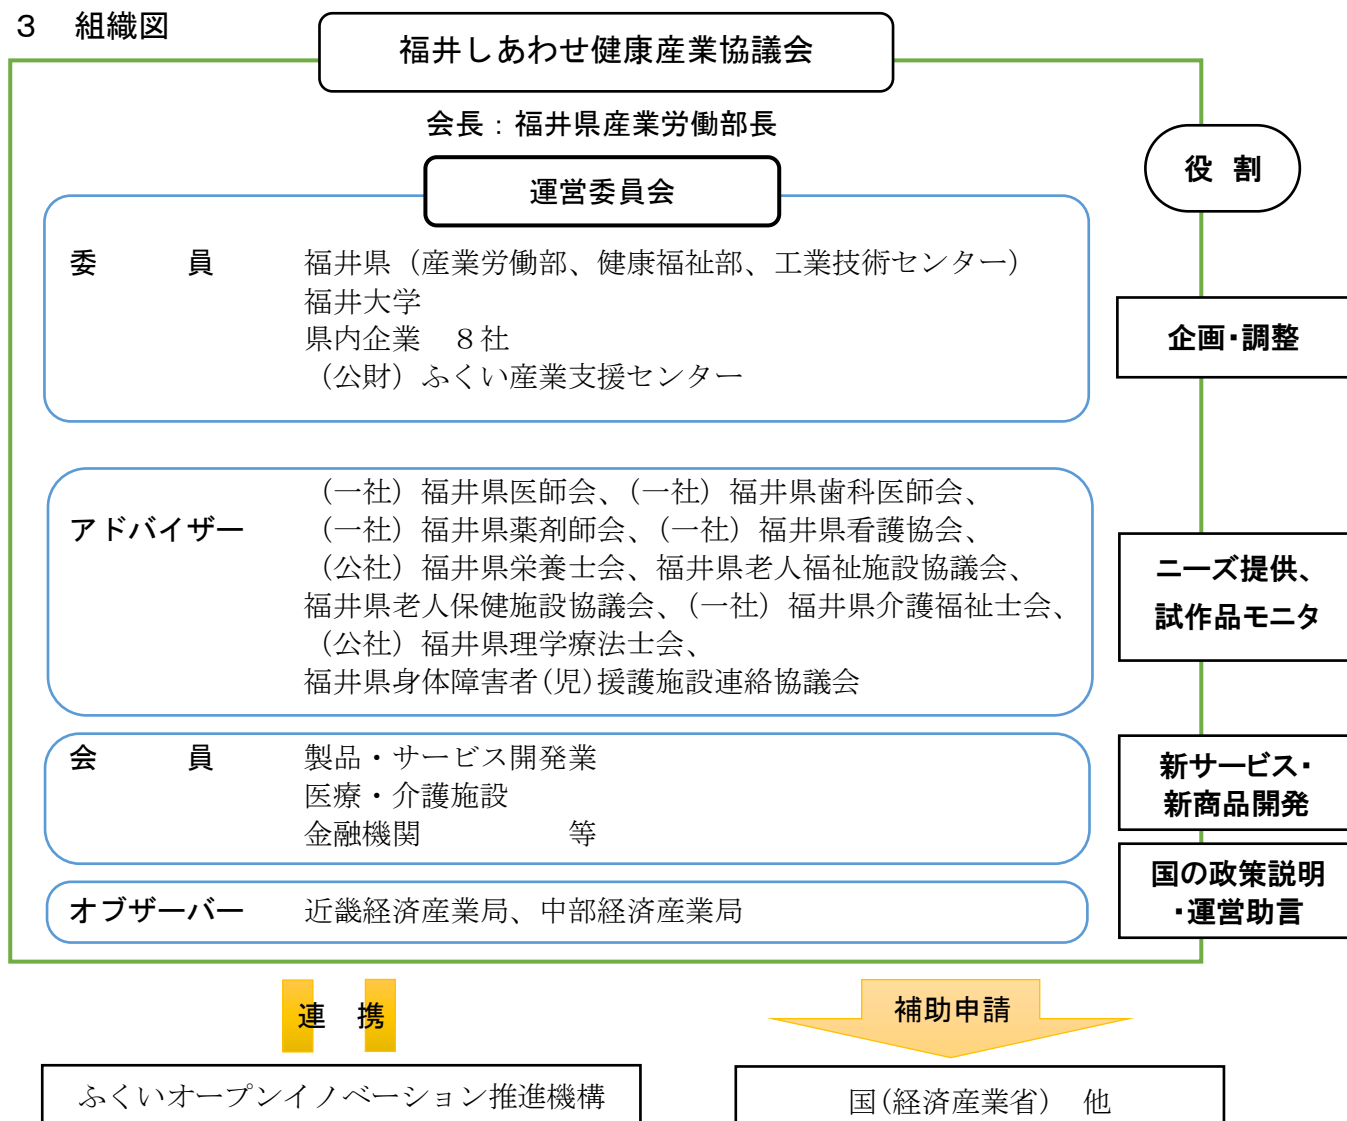 ３　組織図
福井しあわせ健康産業協議会
会長：福井県産業労働部長
役 割
運営委員会
委　　　員　福井県（産業労働部、健康福祉部、工業技術センター）
福井大学
県内企業　８社
（公財）ふくい産業支援センター
企画・調整
アドバイザー　（一社）福井県医師会、（一社）福井県歯科医師会、
（一社）福井県薬剤師会、（一社）福井県看護協会、
（公社）福井県栄養士会、福井県老人福祉施設協議会、
福井県老人保健施設協議会、（一社）福井県介護福祉士会、
（公社）福井県理学療法士会、
福井県身体障害者(児)援護施設連絡協議会
ニーズ提供、
試作品モニタ
会　　　員　製品・サービス開発業
医療・介護施設
金融機関　　　　等
新サービス・
新商品開発
オブザーバー　近畿経済産業局、中部経済産業局
国の政策説明
・運営助言
連 携
補助申請
ふくいオープンイノベーション推進機構
国(経済産業省)　他